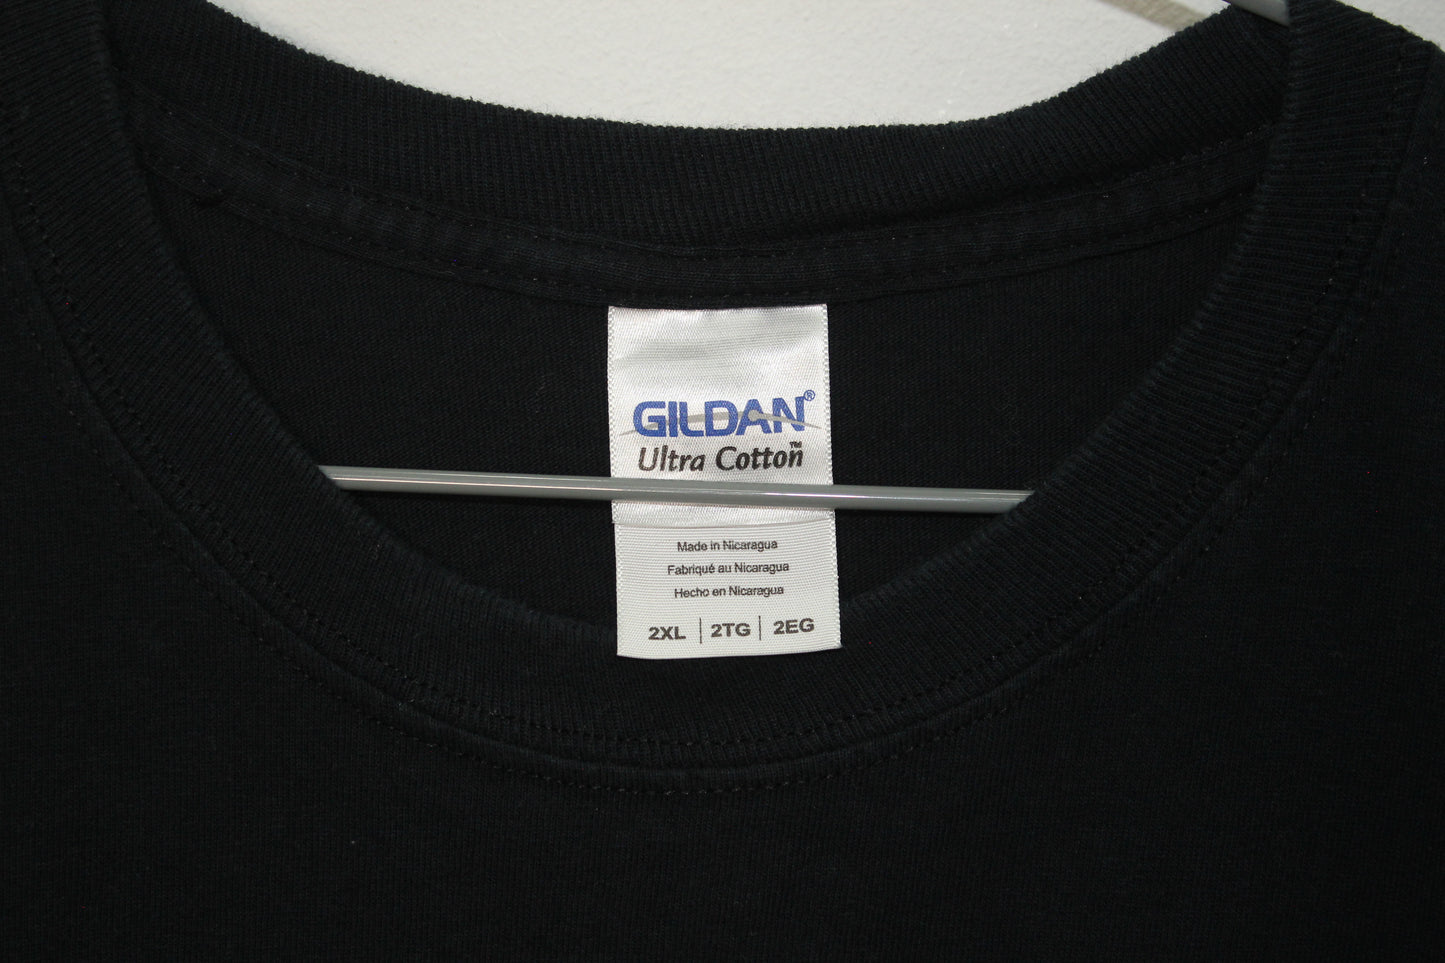 GILDAN®
Ultra Cotton™
Made in Nicaragua
Fabriqué au Nicaragua
Hecho en Nicaragua
2XL | 2TG | 2EG